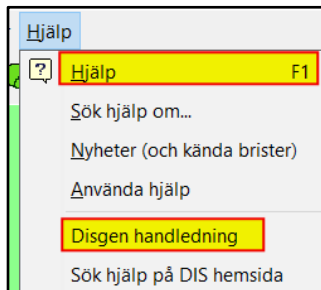 Hjälp
Hjälp F1
Sök hjälp om...
Nyheter (och kända brister)
Använda hjälp
Disgen handledning
Sök hjälp på DIS hemsida